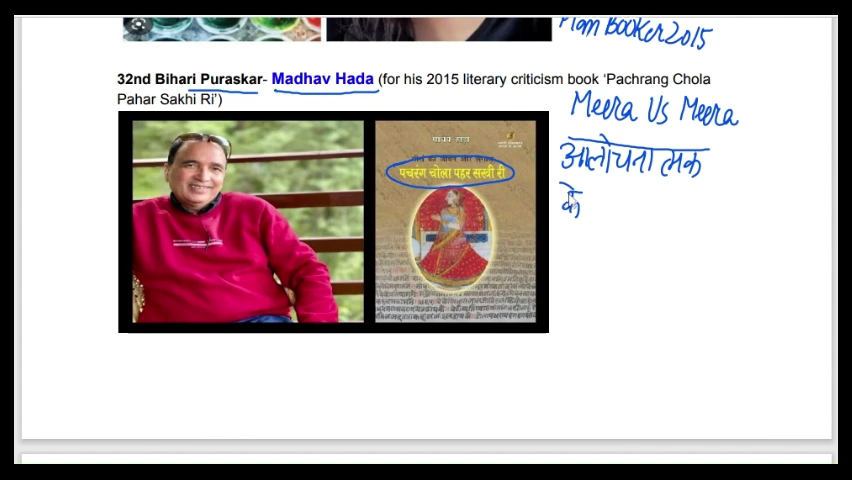 Man Booker 2015
32nd Bihari Puraskar- Madhav Hada (for his 2015 literary criticism book ‘Pachrang Chola
Pahar Sakhi Ri’)
Meera Vs Meera
आलोचनात्मक
के
माधव हाड़ा
पचरंग चोला पहर सखी री